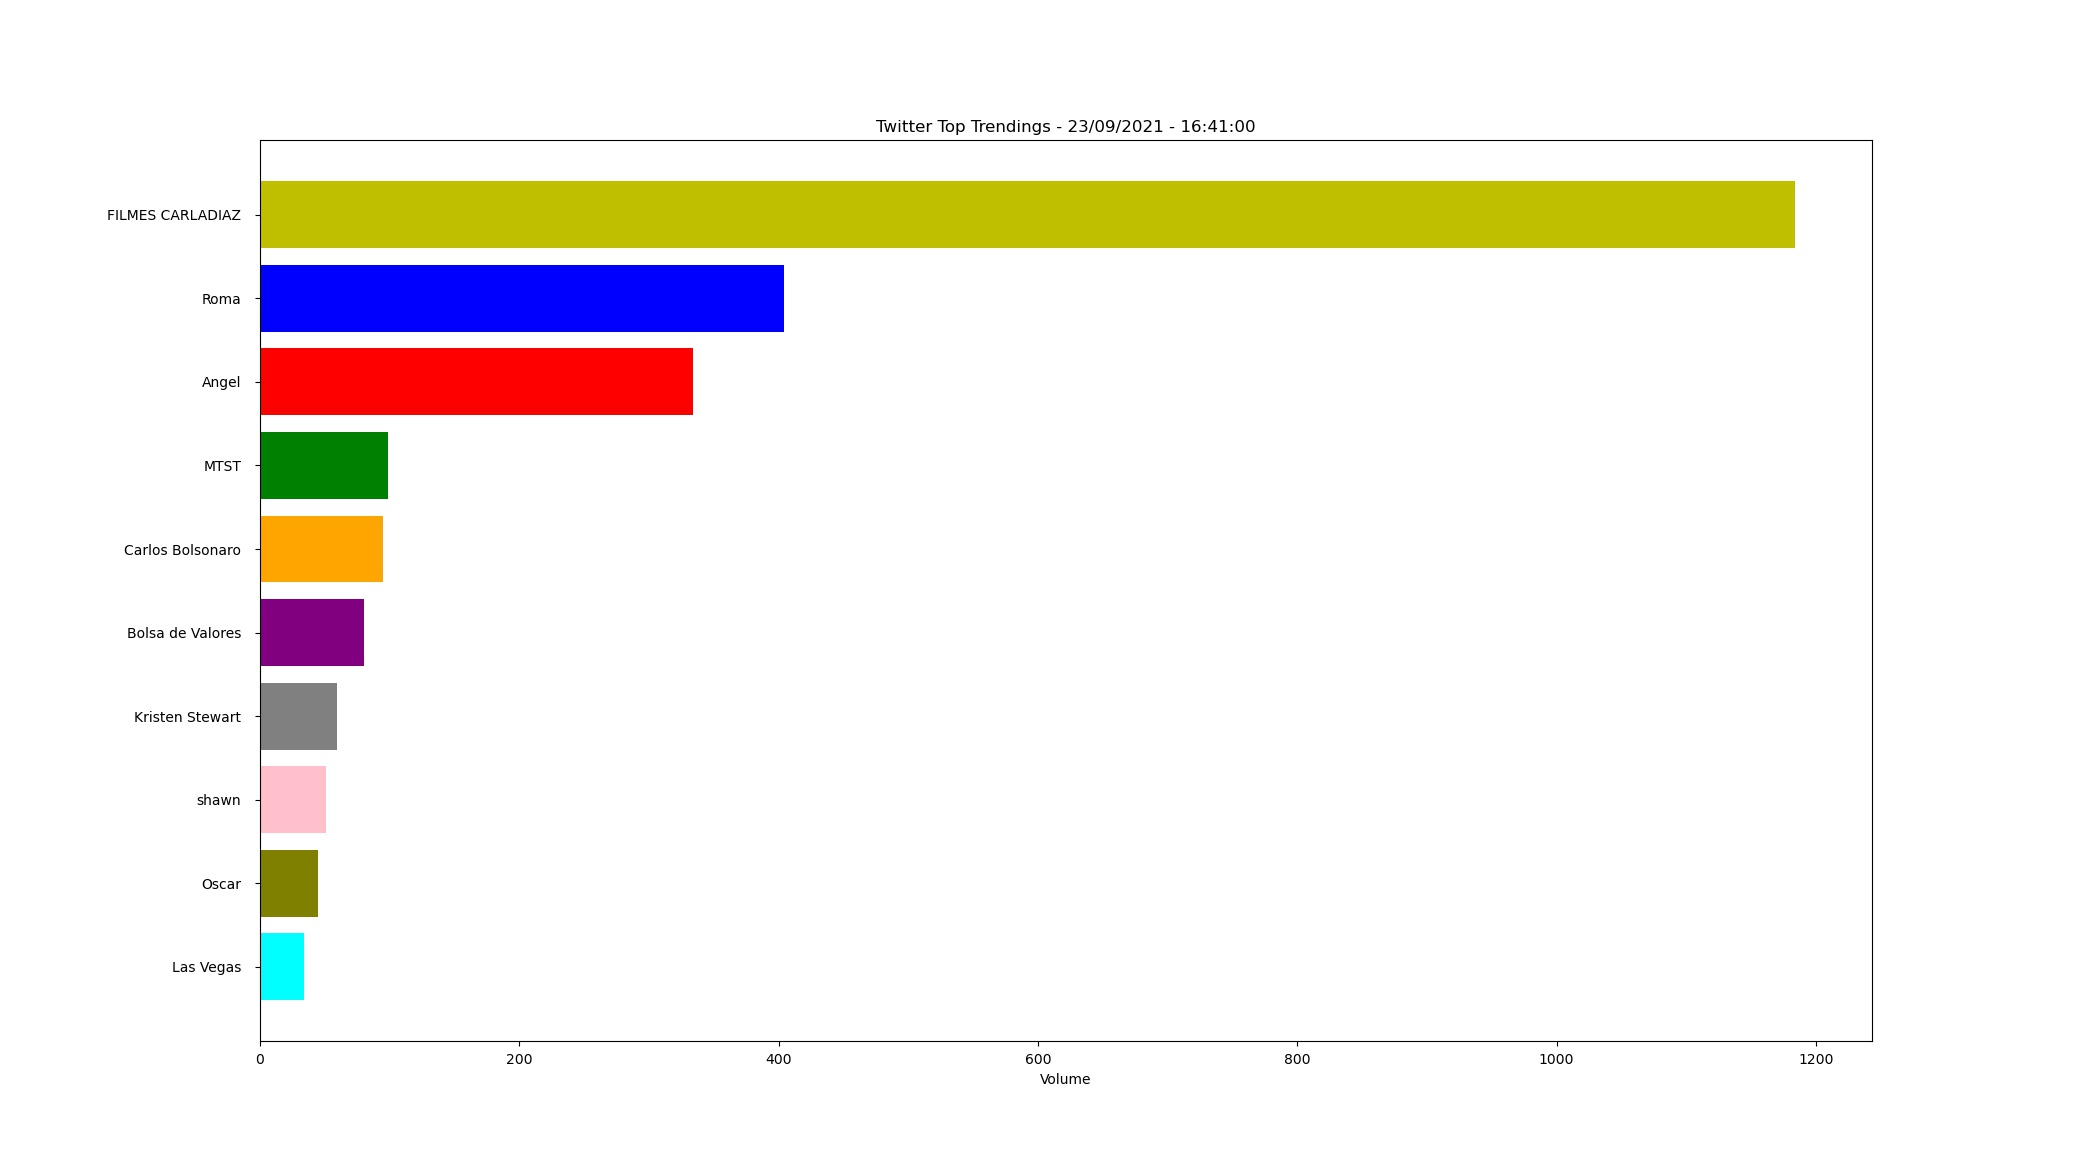 Twitter Top Trendings - 23/09/2021 - 16:41:00
FILMES CARLADIAZ
Roma
Angel
MTST
Carlos Bolsonaro
Bolsa de Valores
Kristen Stewart
shawn
Oscar
Las Vegas
0 200 400 600 800 1000 1200
Volume